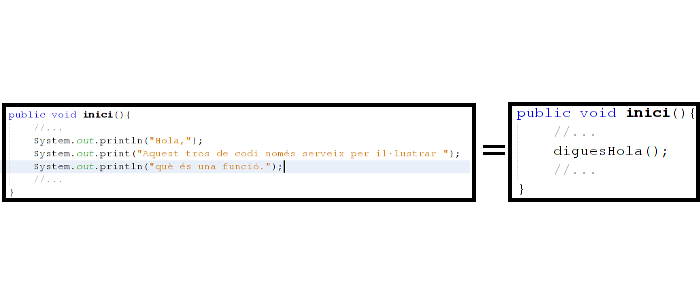 public void inici(){
//...
System.out.println("Hola,");
System.out.print("Aquest tros de codi només serveix per il·lustrar ");
System.out.println("què és una funció.");
//...
}
=
public void inici(){
//...
diguesHola();
//...
}